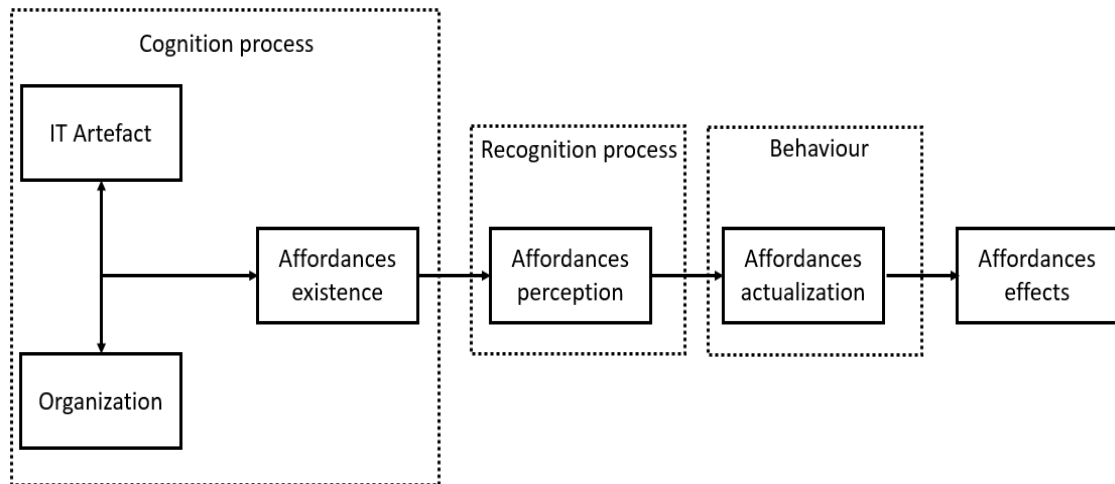 Cognition process
IT Artefact
Organization
Affordances
existence
Recognition process
Affordances
perception
Behaviour
Affordances
actualization
Affordances
effects